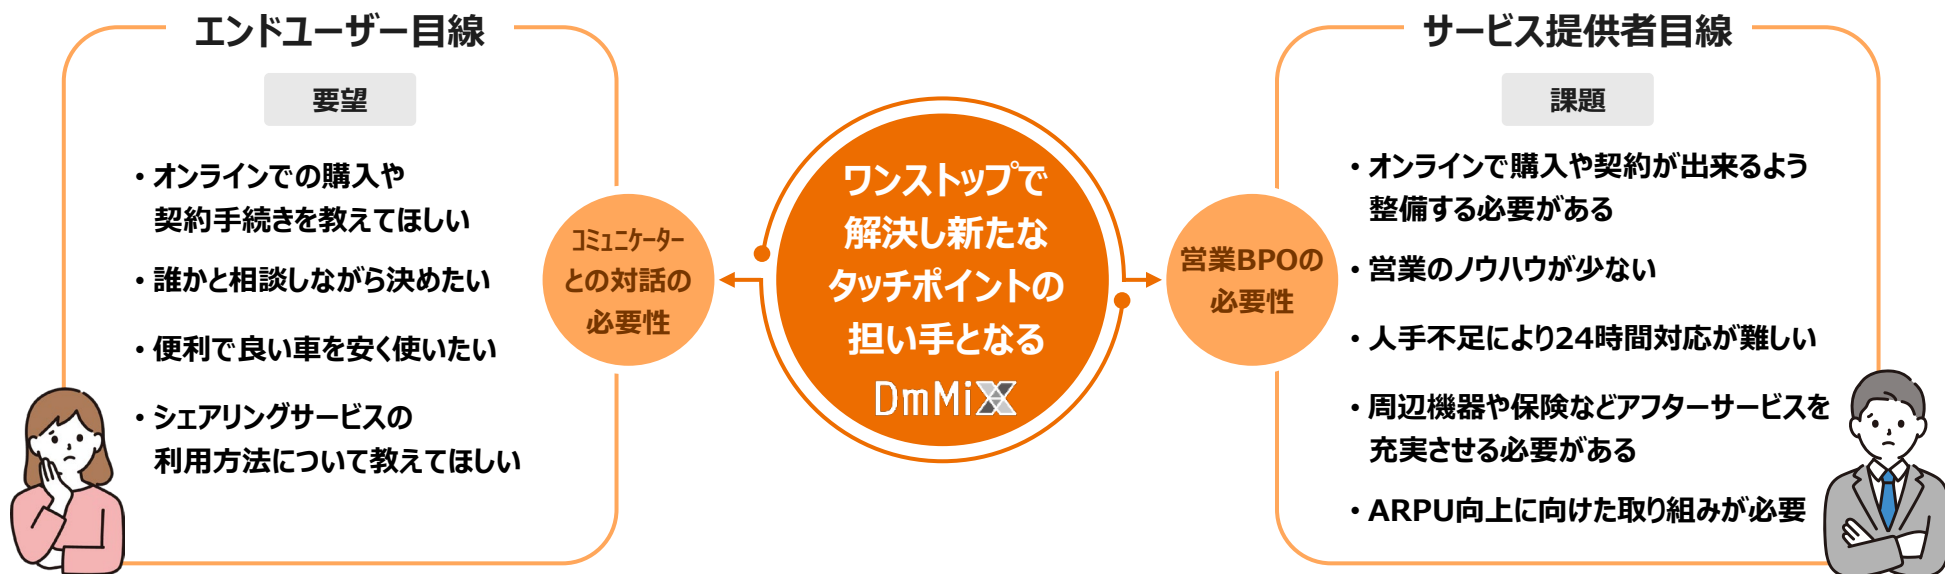 エンドユーザー目線
要望
・オンラインでの購入や
契約手続きを教えてほしい
・誰かと相談しながら決めたい
・便利で良い車を安く使いたい
・シェアリングサービスの
利用方法について教えてほしい
コミュニケーター
との対話の
必要性
ワンストップで
解決し新たな
タッチポイントの
担い手となる
DmMiX
営業BPOの
必要性
サービス提供者目線
課題
・オンラインで購入や契約が出来るよう
整備する必要がある
・営業のノウハウが少ない
・人手不足により24時間対応が難しい
・周辺機器や保険などアフターサービスを
充実させる必要がある
・ARPU向上に向けた取り組みが必要